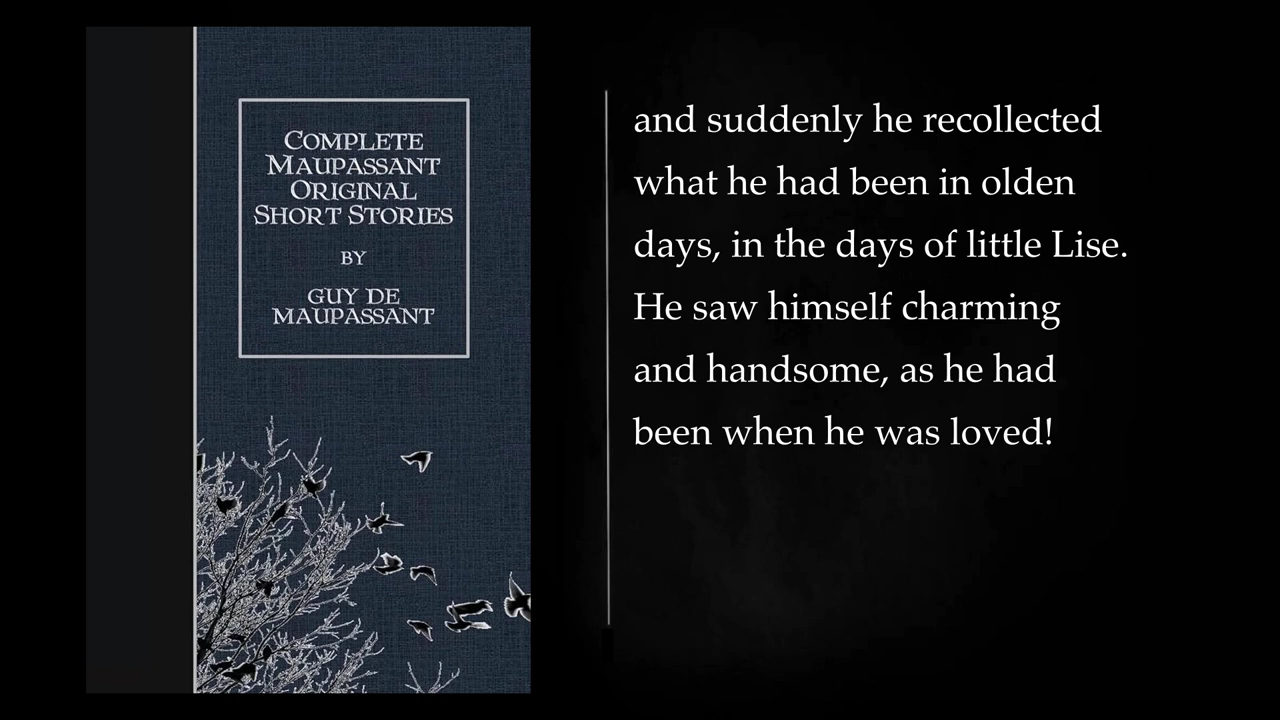 COMPLETE
MAUPASSANT
ORIGINAL
SHORT STORIES
BY
GUY DE
MAUPASSANT
and suddenly he recollected
what he had been in olden
days, in the days of little Lise.
He saw himself charming
and handsome, as he had
been when he was loved!